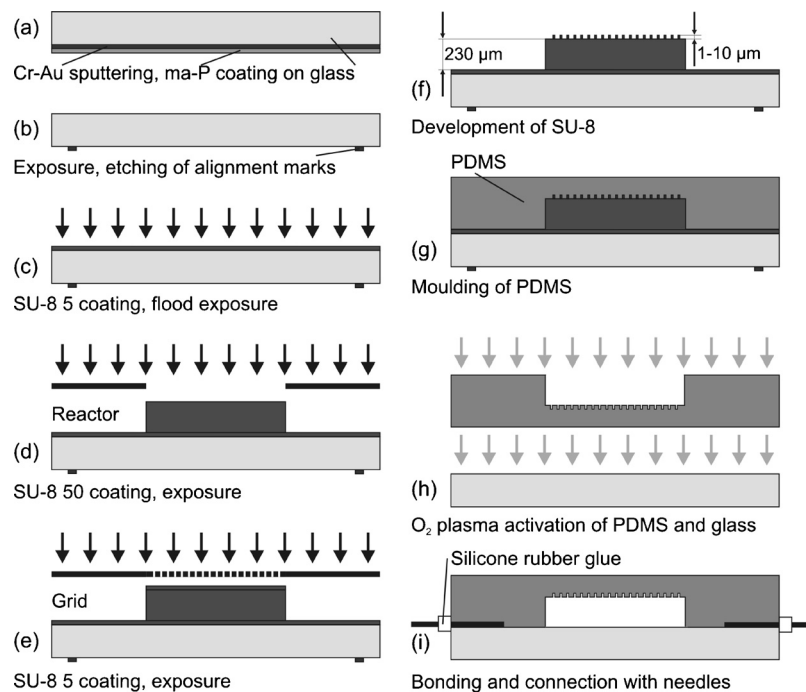 (a)
Cr-Au sputtering, ma-P coating on glass
(b)
Exposure, etching of alignment marks
(c)
SU-8 5 coating, flood exposure
Reactor
(d)
SU-8 50 coating, exposure
Grid
(e)
SU-8 5 coating, exposure
230 µm
1-10 µm
(f)
Development of SU-8
PDMS
(g)
Moulding of PDMS
(h)
O₂ plasma activation of PDMS and glass
Silicone rubber glue
(i)
Bonding and connection with needles